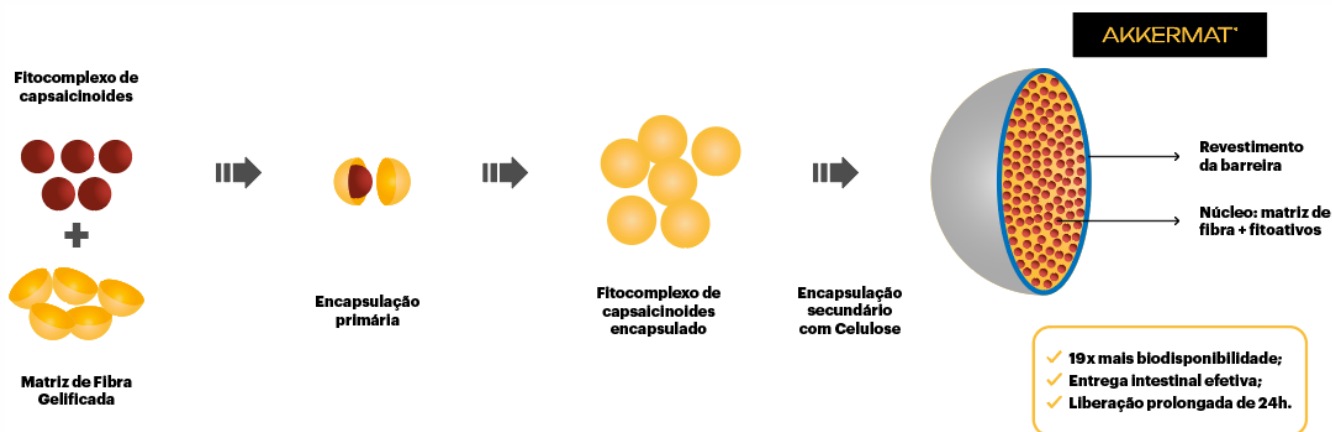 AKKERMAT
Fitocomplexo de
capsaicinoides
+
Matriz de Fibra
Gelificada
Encapsulação
primária
Fitocomplexo de
capsaicinoides
encapsulado
Encapsulação
secundário
com Celulose
Revestimento
da barreira
Núcleo: matriz de
fibra + fitoativos
19x mais biodisponibilidade;
Entrega intestinal efetiva;
Liberação prolongada de 24h.